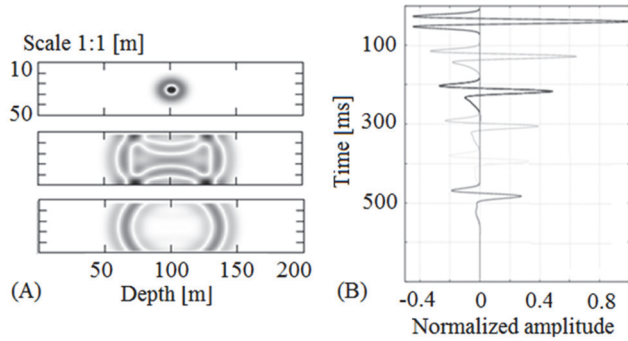 Scale 1:1 [m]
10
50
50 100 150 200
(A) Depth [m]
100
300
500
Time [ms]
(B)
-0.4 0 0.4 0.8
Normalized amplitude